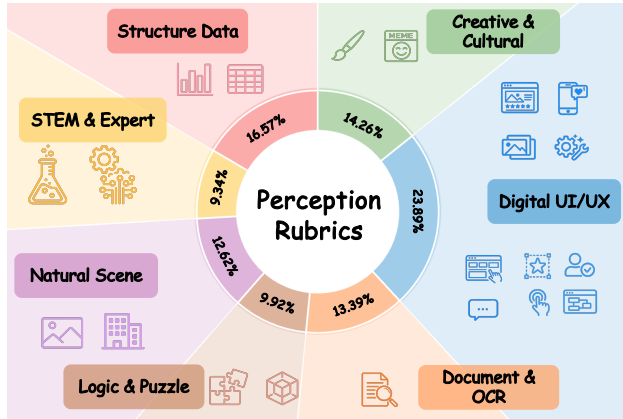 Structure Data
Creative &
Cultural
MEME
STEM & Expert
16.57%
14.26%
9.34%
23.89%
Perception
Rubrics
Digital UI/UX
12.62%
Natural Scene
9.92%
13.39%
Logic & Puzzle
Document &
OCR